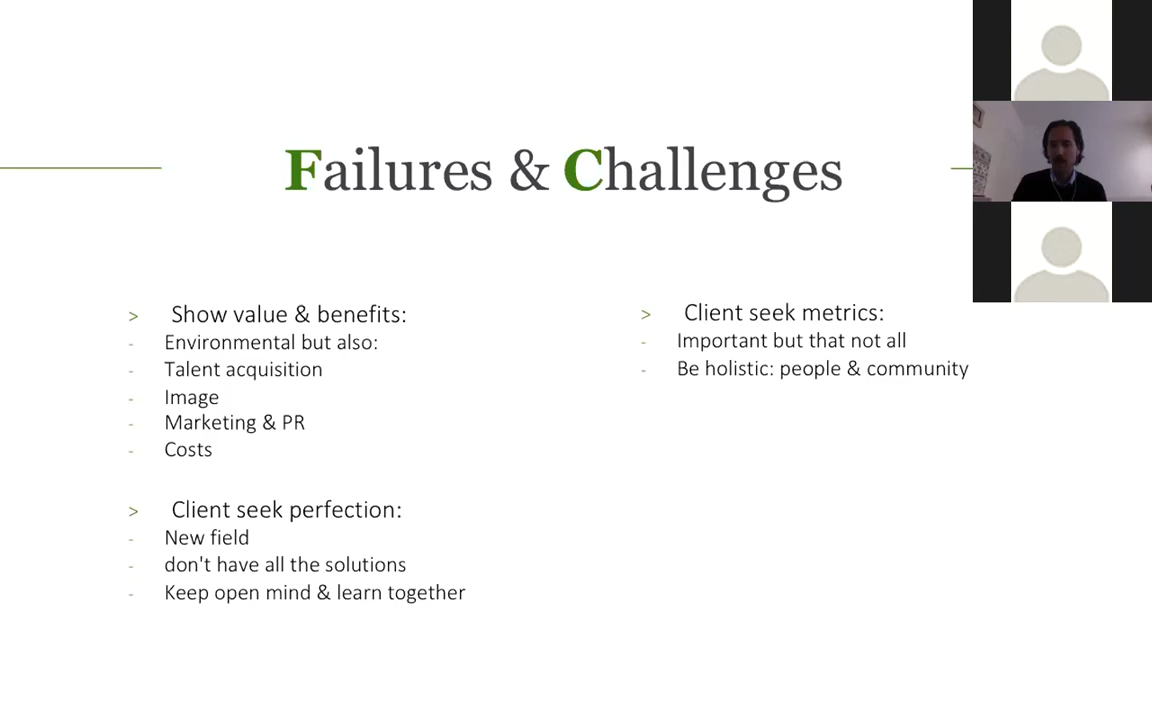 Failures & Challenges
> Show value & benefits:
- Environmental but also:
- Talent acquisition
- Image
- Marketing & PR
- Costs
> Client seek perfection:
- New field
- don't have all the solutions
- Keep open mind & learn together
> Client seek metrics:
- Important but that not all
- Be holistic: people & community